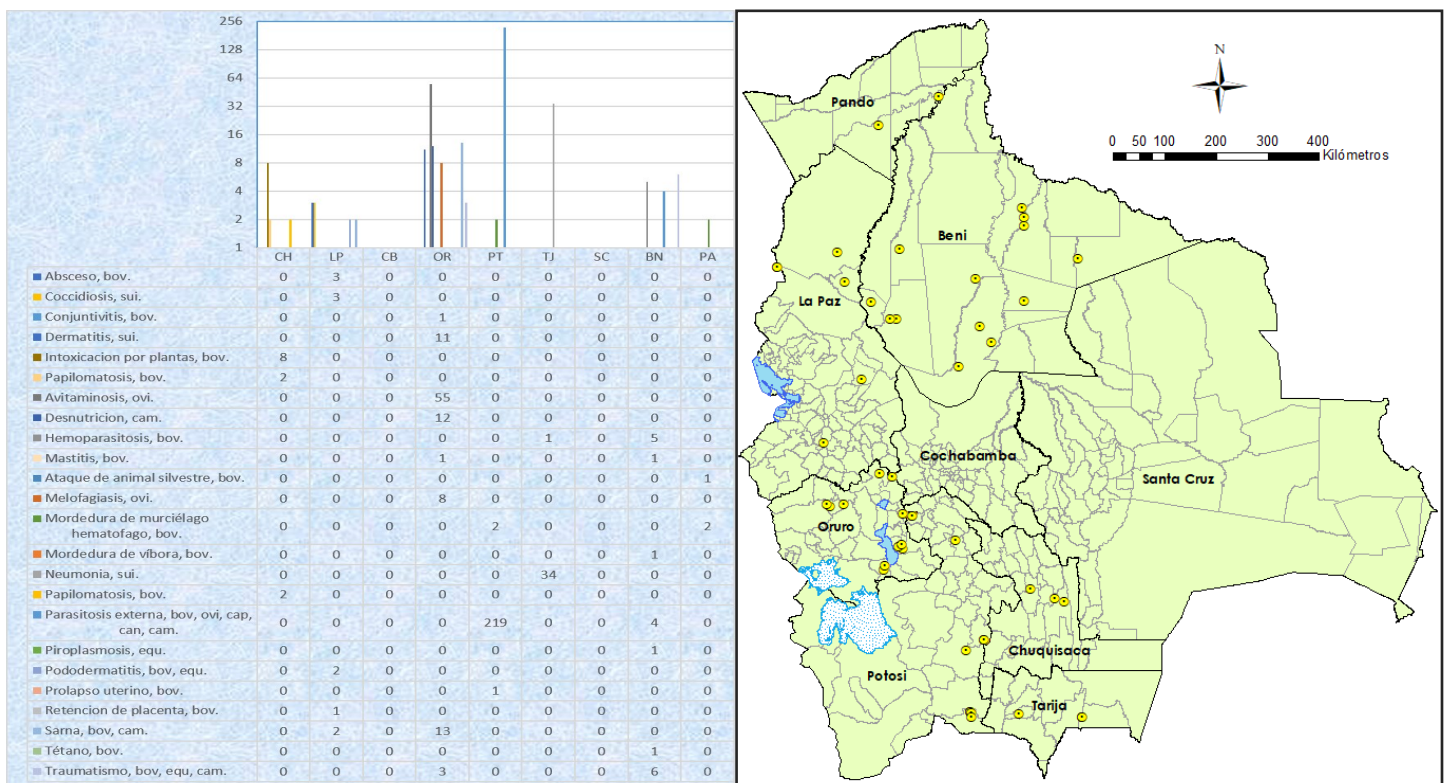 256
128
64
32
16
8
4
2
1
CH LP CB OR PT TJ SC BN PA
Absceso, bov. 0 3 0 0 0 0 0 0 0
Coccidiosis, sui. 0 3 0 0 0 0 0 0 0
Conjuntivitis, bov. 0 0 0 1 0 0 0 0 0
Dermatitis, sui. 0 0 0 11 0 0 0 0 0
Intoxicacion por plantas, bov. 8 0 0 0 0 0 0 0 0
Papilomatosis, bov. 2 0 0 0 0 0 0 0 0
Avitaminosis, ovi. 0 0 0 55 0 0 0 0 0
Desnutricion, cam. 0 0 0 12 0 0 0 0 0
Hemoparasitosis, bov. 0 0 0 0 0 1 0 5 0
Mastitis, bov. 0 0 0 1 0 0 0 1 0
Ataque de animal silvestre, bov. 0 0 0 0 0 0 0 0 1
Melofagiasis, ovi. 0 0 0 8 0 0 0 0 0
Mordedura de murciélago
hematofago, bov. 0 0 0 0 2 0 0 0 2
Mordedura de víbora, bov. 0 0 0 0 0 0 0 1 0
Neumonia, sui. 0 0 0 0 0 34 0 0 0
Papilomatosis, bov. 2 0 0 0 0 0 0 0 0
Parasitosis externa, bov, ovi, cap,
can, cam. 0 0 0 0 219 0 0 4 0
Piroplasmosis, equ. 0 0 0 0 0 0 0 1 0
Pododermatitis, bov, equ. 0 2 0 0 0 0 0 0 0
Prolapso uterino, bov. 0 0 0 0 1 0 0 0 0
Retencion de placenta, bov. 0 1 0 0 0 0 0 0 0
Sarna, bov, cam. 0 2 0 13 0 0 0 0 0
Tétano, bov. 0 0 0 0 0 0 0 1 0
Traumatismo, bov, equ, cam. 0 0 0 3 0 0 0 6 0
N
0 50 100 200 300 400
Kilómetros
Pando
Beni
La Paz
Cochabamba
Santa Cruz
Oruro
Chuquisaca
Potosi
Tarija